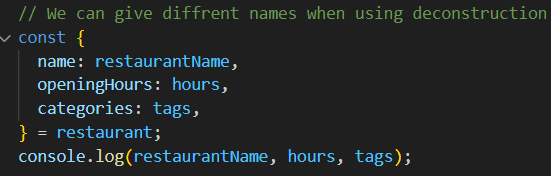 // We can give diffrent names when using deconstruction
const {
  name: restaurantName,
  openingHours: hours,
  categories: tags,
} = restaurant;
console.log(restaurantName, hours, tags);